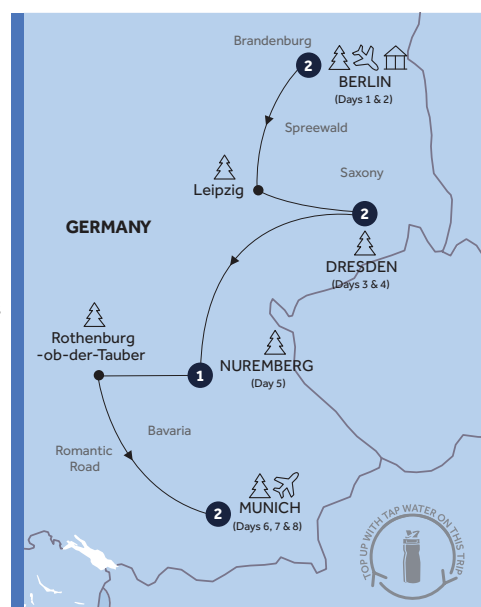 Brandenburg
2
BERLIN
(Days 1 & 2)
Spreewald
Leipzig
Saxony
2
DRESDEN
(Days 3 & 4)
GERMANY
Rothenburg
-ob-der-Tauber
1
NUREMBERG
(Day 5)
Bavaria
Romantic
Road
2
MUNICH
(Days 6, 7 & 8)
TOP UP WITH TAP WATER ON THIS TRIP